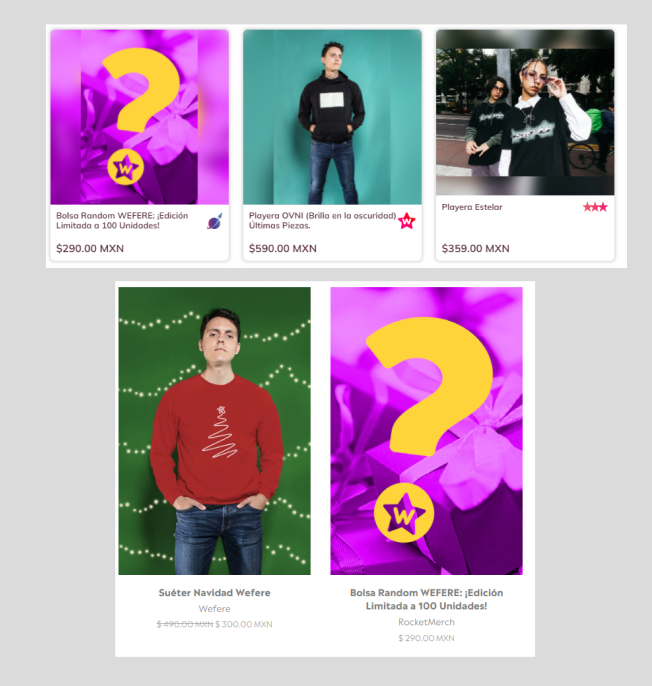 ?
W
Bolsa Random WEFERE: ¡Edición
Limitada a 100 Unidades!
$290.00 MXN
Playera OVNI (Brilla en la oscuridad)
Últimas Piezas.
W
$590.00 MXN
Playera Estelar
$359.00 MXN
?
W
Suéter Navidad Wefere
Wefere
$ 490.00 MXN $ 300.00 MXN
Bolsa Random WEFERE: ¡Edición
Limitada a 100 Unidades!
RocketMerch
$ 290.00 MXN